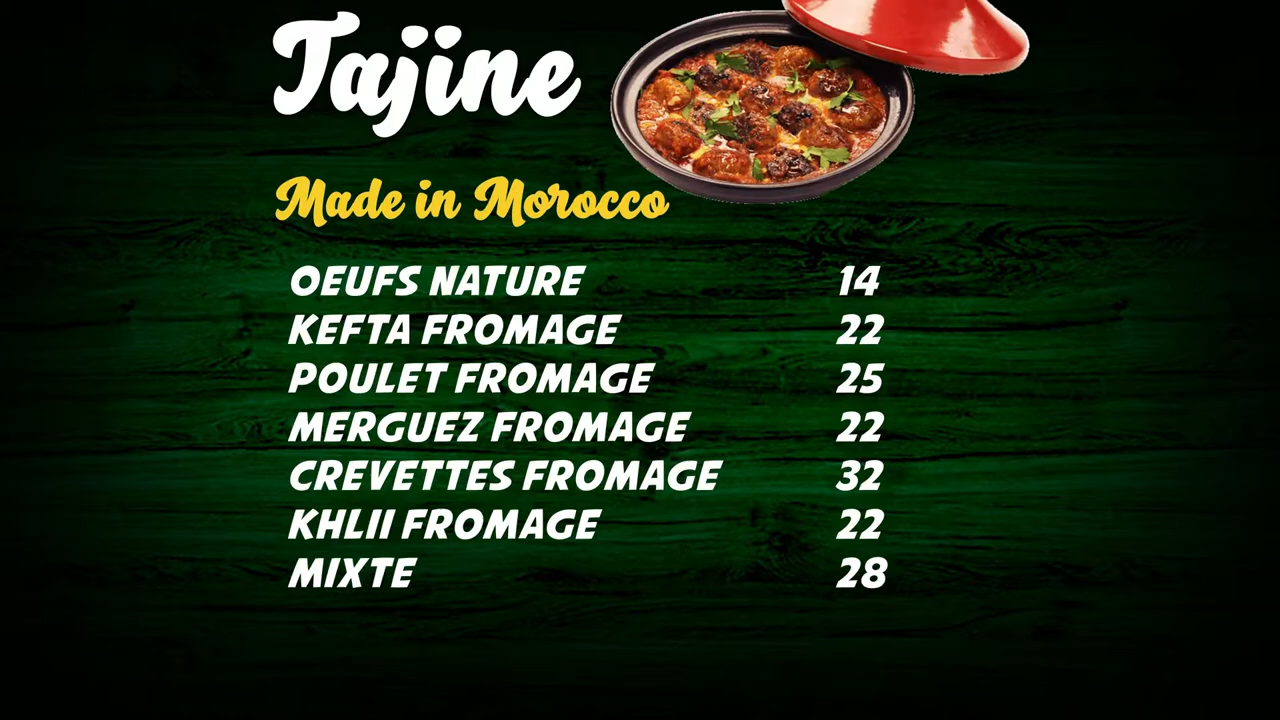 Tajine
Made in Morocco
OEUFS NATURE 14
KEFTA FROMAGE 22
POULET FROMAGE 25
MERGUEZ FROMAGE 22
CREVETTES FROMAGE 32
KHLII FROMAGE 22
MIXTE 28